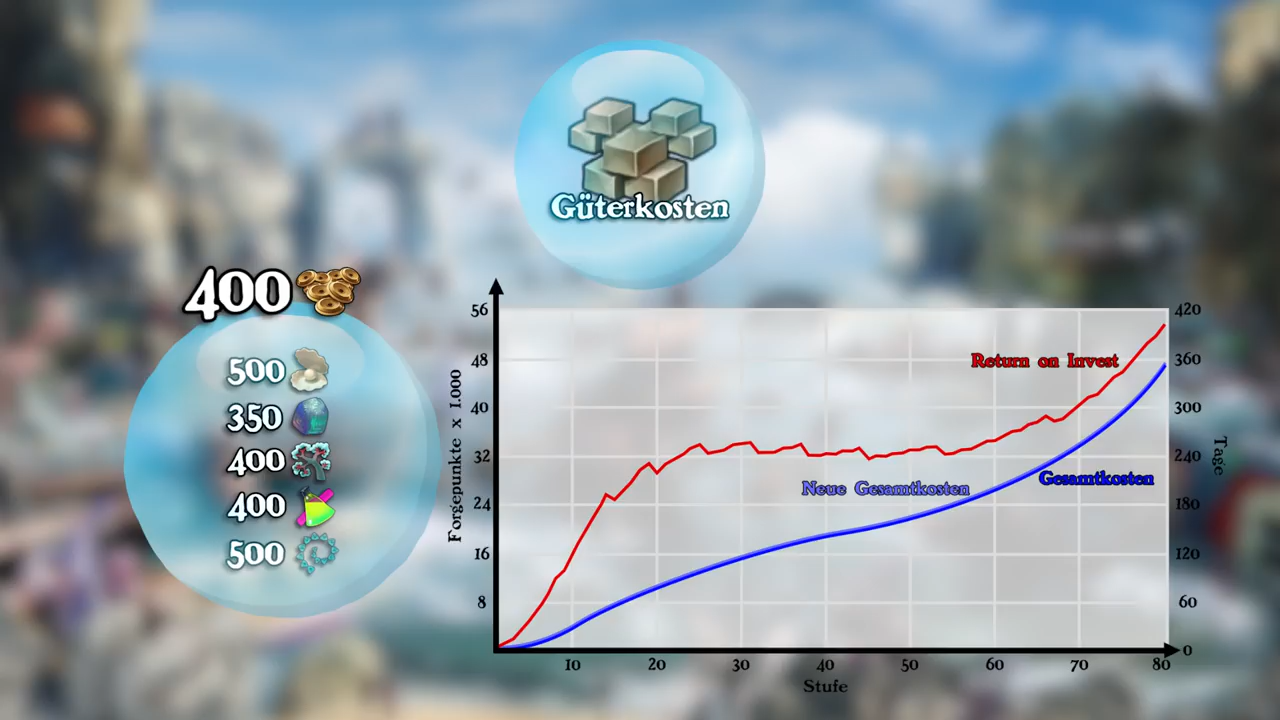 Güterkosten
400
500
350
400
400
500
Forgepunkte x 1.000
56
48
40
32
24
16
8
Return on Invest
Neue Gesamtkosten
Gesamtkosten
420
360
300
240
180
120
60
0
Tage
10 20 30 40 50 60 70 80
Stufe